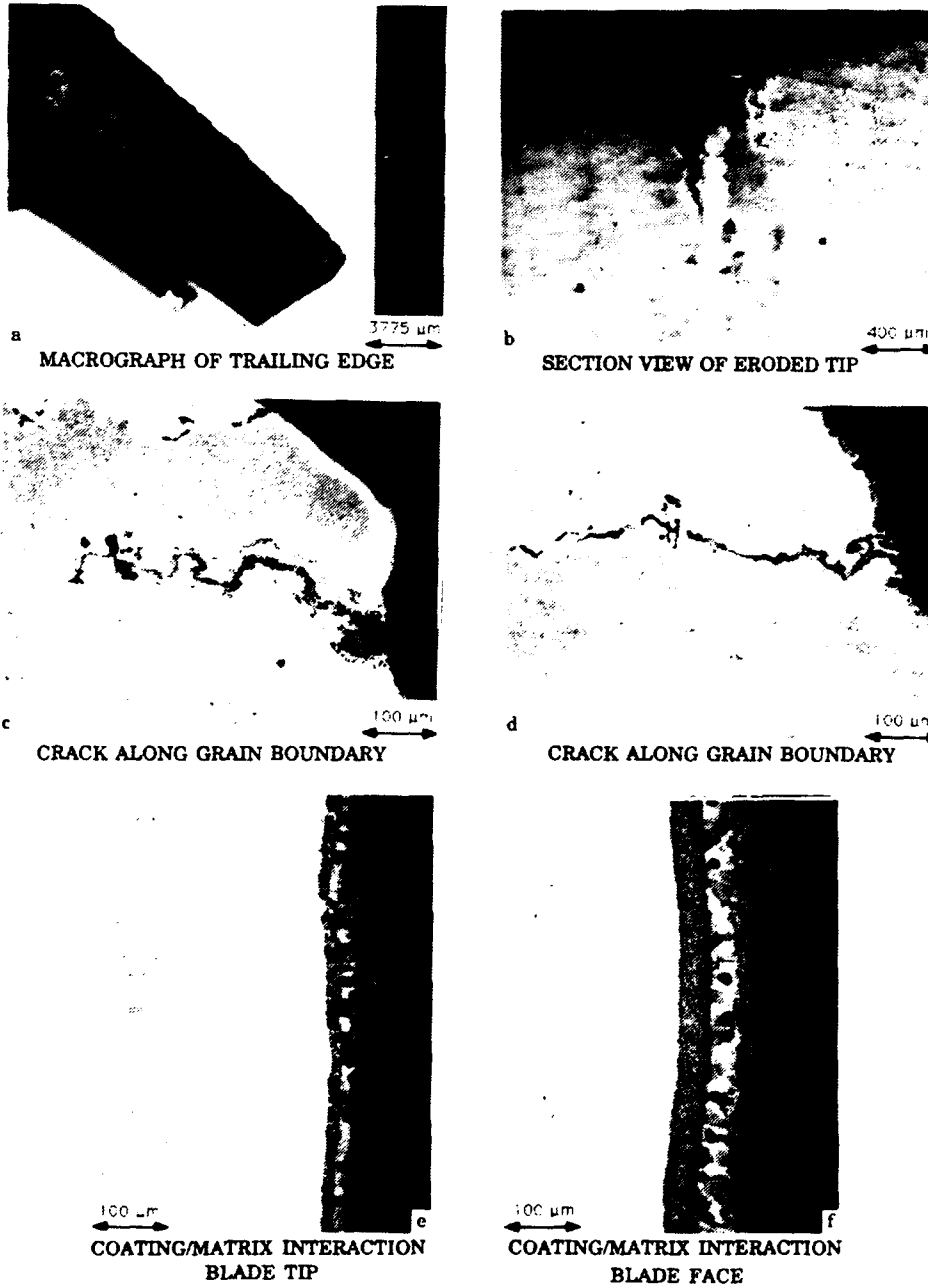 3775 µm
a
MACROGRAPH OF TRAILING EDGE
400 µm
b
SECTION VIEW OF ERODED TIP
100 µm
c
CRACK ALONG GRAIN BOUNDARY
100 µm
d
CRACK ALONG GRAIN BOUNDARY
100 µm
e
COATING/MATRIX INTERACTION
BLADE TIP
100 µm
f
COATING/MATRIX INTERACTION
BLADE FACE